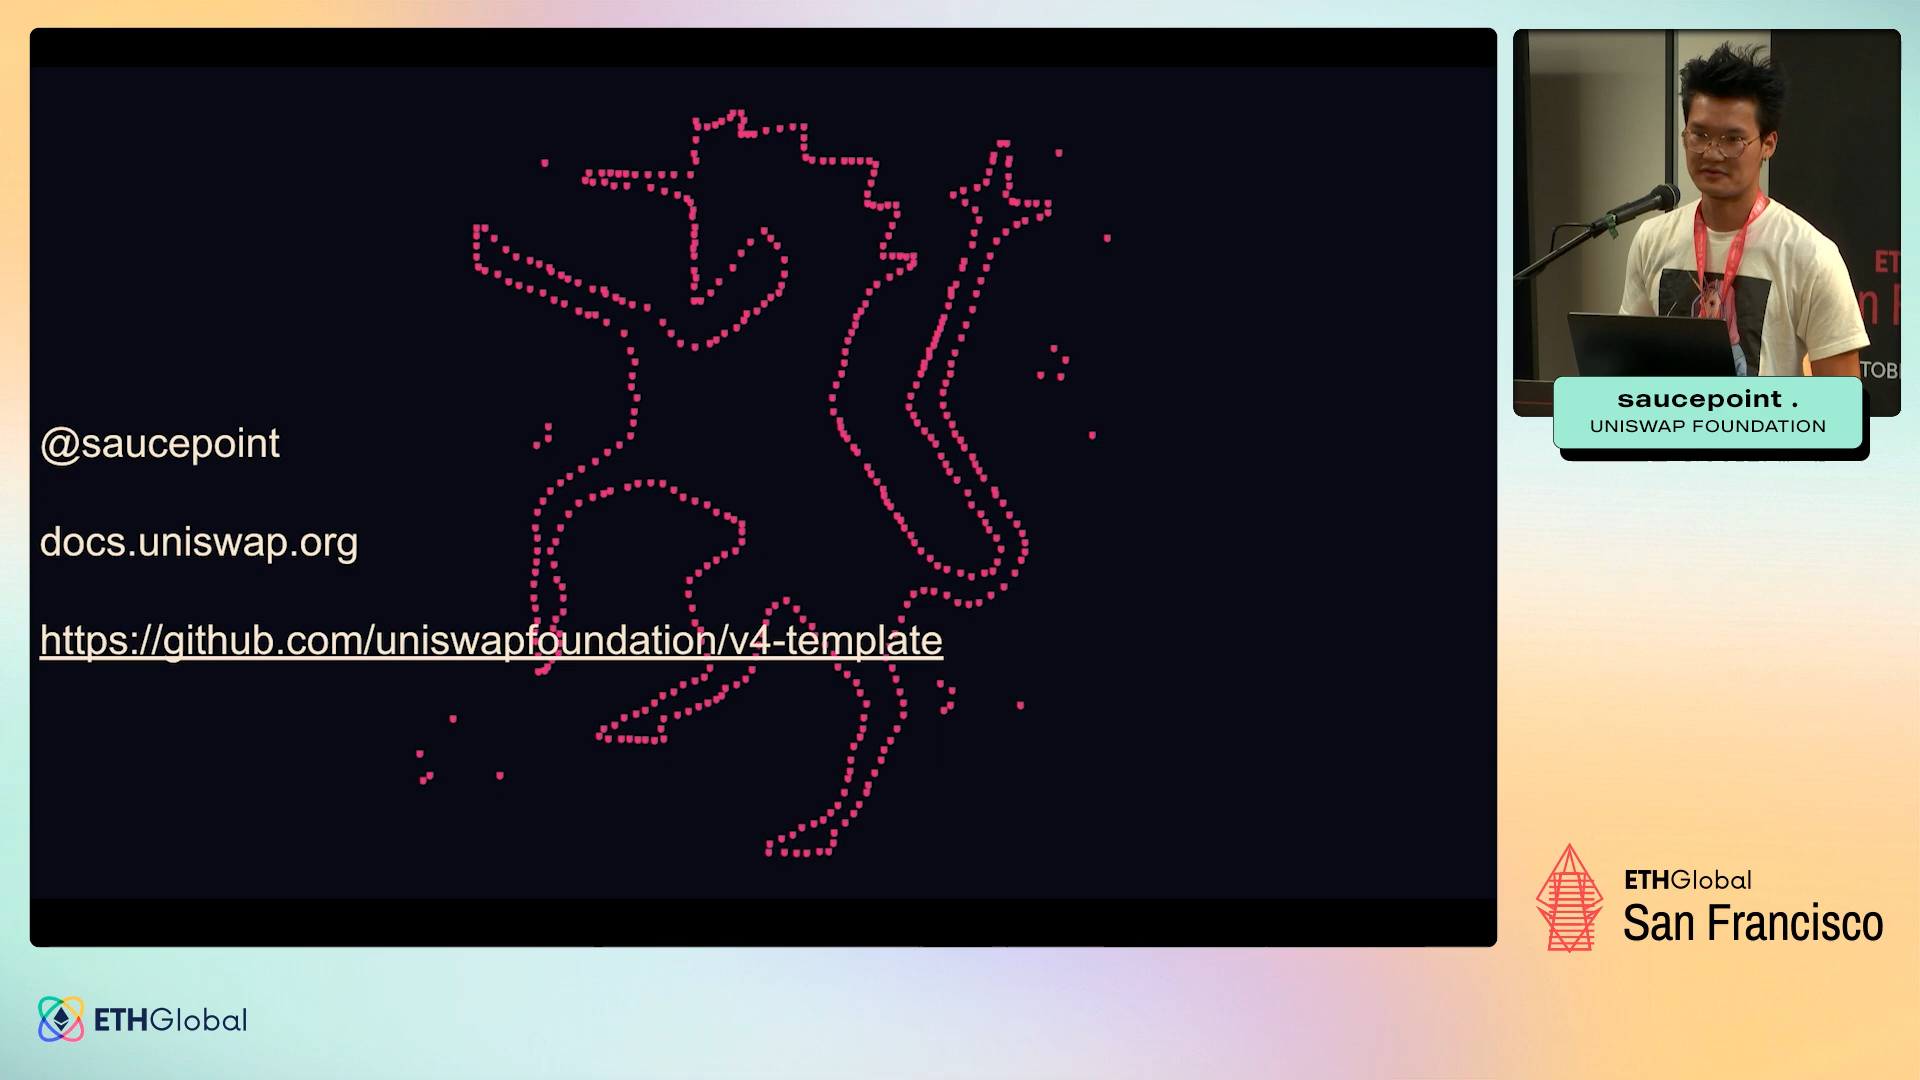 @saucepoint
docs.uniswap.org
https://github.com/uniswapfoundation/v4-template
saucepoint .
UNISWAP FOUNDATION
ETHGlobal
San Francisco
ETHGlobal